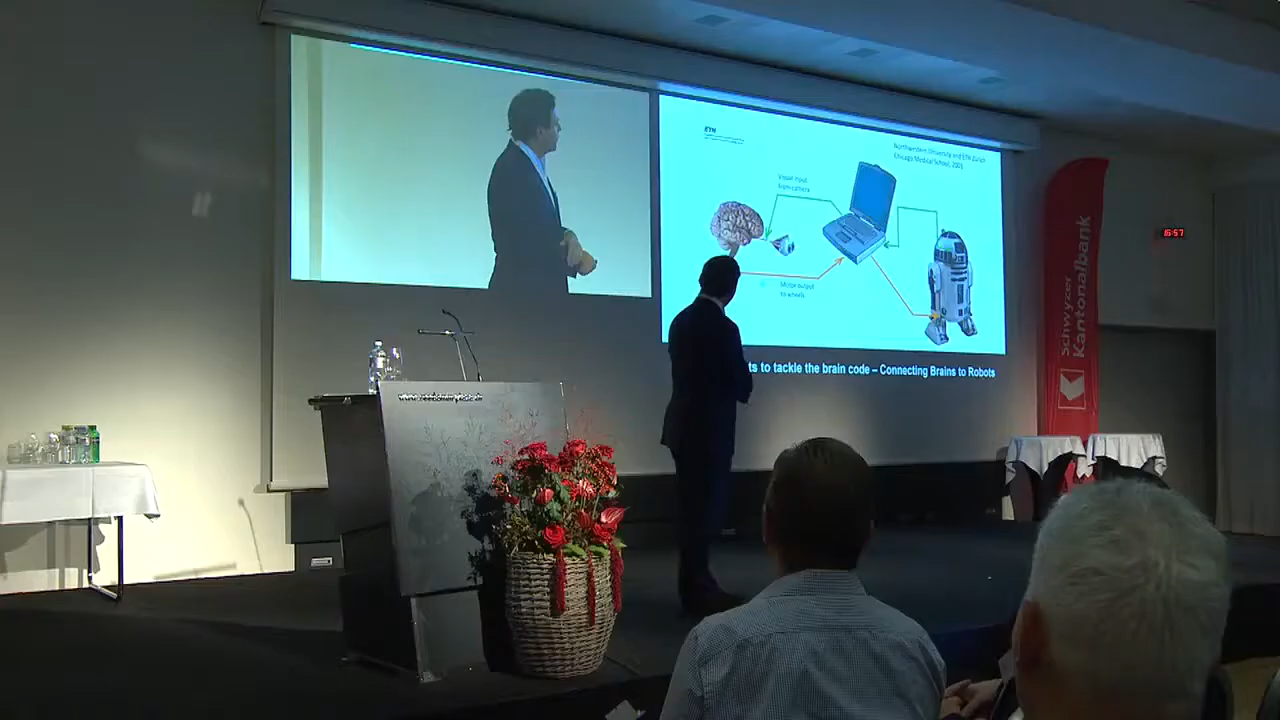 ETH
Northwestern University and ETH Zürich
Chicago Medical School, 2001
Visual input
from camera
Motor output
to wheels
ts to tackle the brain code – Connecting Brains to Robots
Schwyzer
Kantonalbank
16:57